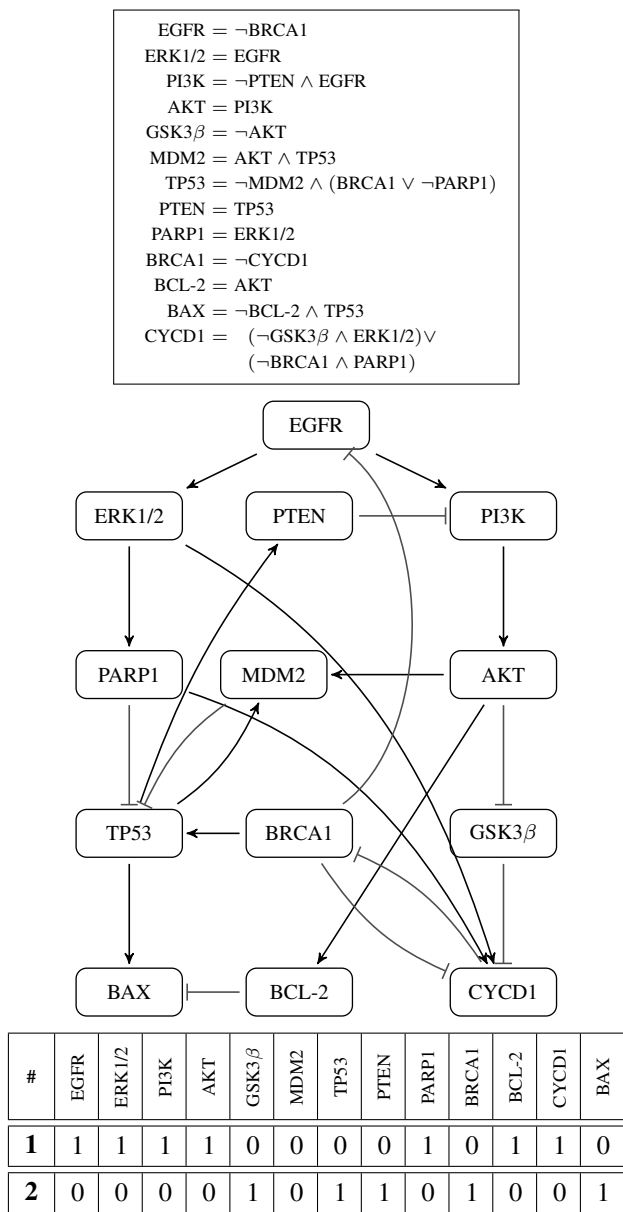 EGFR = ¬BRCA1
ERK1/2 = EGFR
PI3K = ¬PTEN ∧ EGFR
AKT = PI3K
GSK3β = ¬AKT
MDM2 = AKT ∧ TP53
TP53 = ¬MDM2 ∧ (BRCA1 ∨ ¬PARP1)
PTEN = TP53
PARP1 = ERK1/2
BRCA1 = ¬CYCD1
BCL-2 = AKT
BAX = ¬BCL-2 ∧ TP53
CYCD1 = (¬GSK3β ∧ ERK1/2)∨
(¬BRCA1 ∧ PARP1)
EGFR
ERK1/2 PTEN PI3K
PARP1 MDM2 AKT
TP53 BRCA1 GSK3β
BAX BCL-2 CYCD1
# EGFR ERK1/2 PI3K AKT GSK3β MDM2 TP53 PTEN PARP1 BRCA1 BCL-2 CYCD1 BAX
1 1 1 1 1 0 0 0 0 1 0 1 1 0
2 0 0 0 0 1 0 1 1 0 1 0 0 1